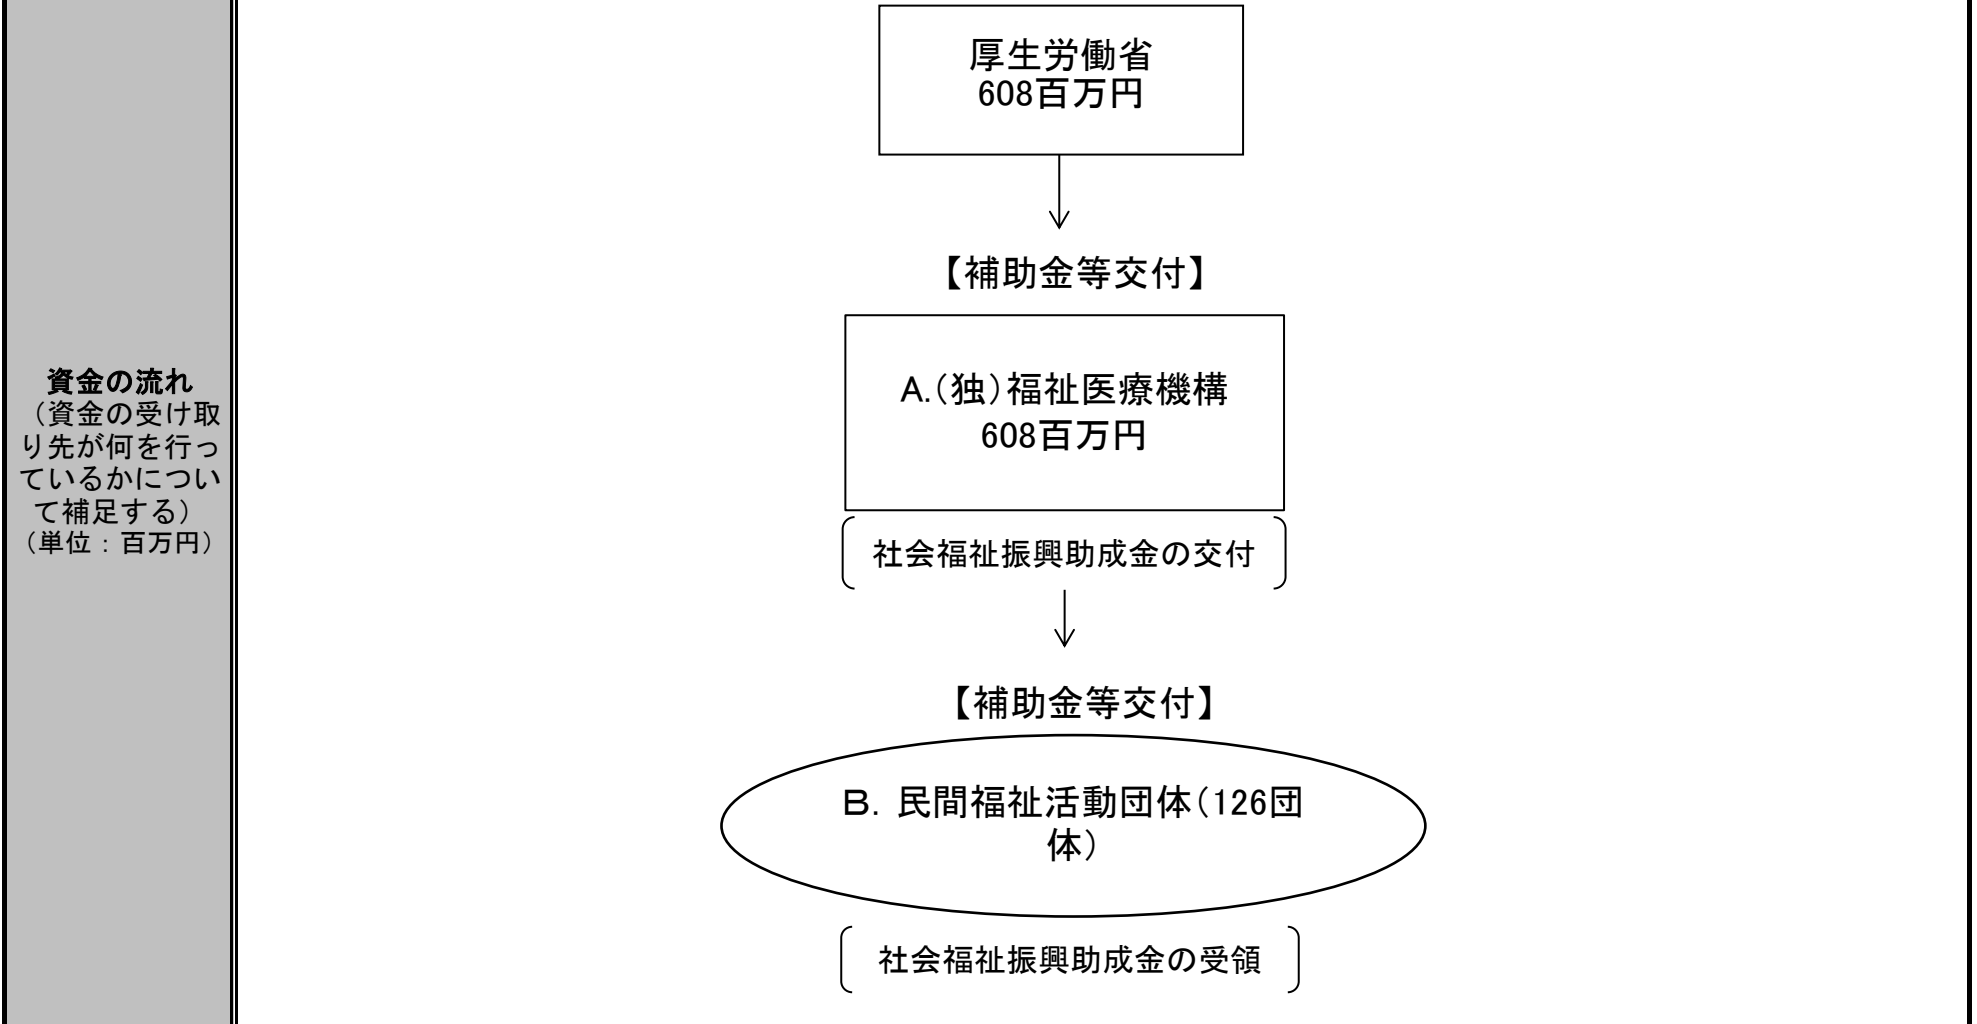 資金の流れ
（資金の受け取
り先が何を行っ
ているかについ
て補足する）
（単位：百万円）
厚生労働省
608百万円
【補助金等交付】
A.（独）福祉医療機構
608百万円
社会福祉振興助成金の交付
【補助金等交付】
Ｂ．民間福祉活動団体（126団
体）
社会福祉振興助成金の受領